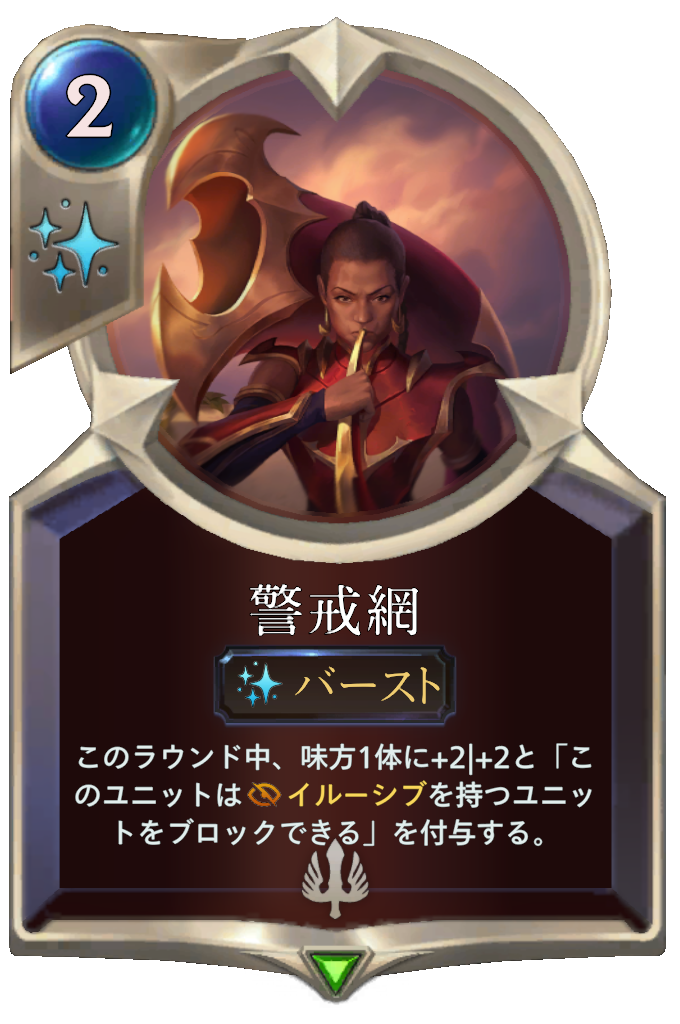 2
警戒網
バースト
このラウンド中、味方1体に+2|+2と「こ
のユニットはイルーシブを持つユニッ
トをブロックできる」を付与する。